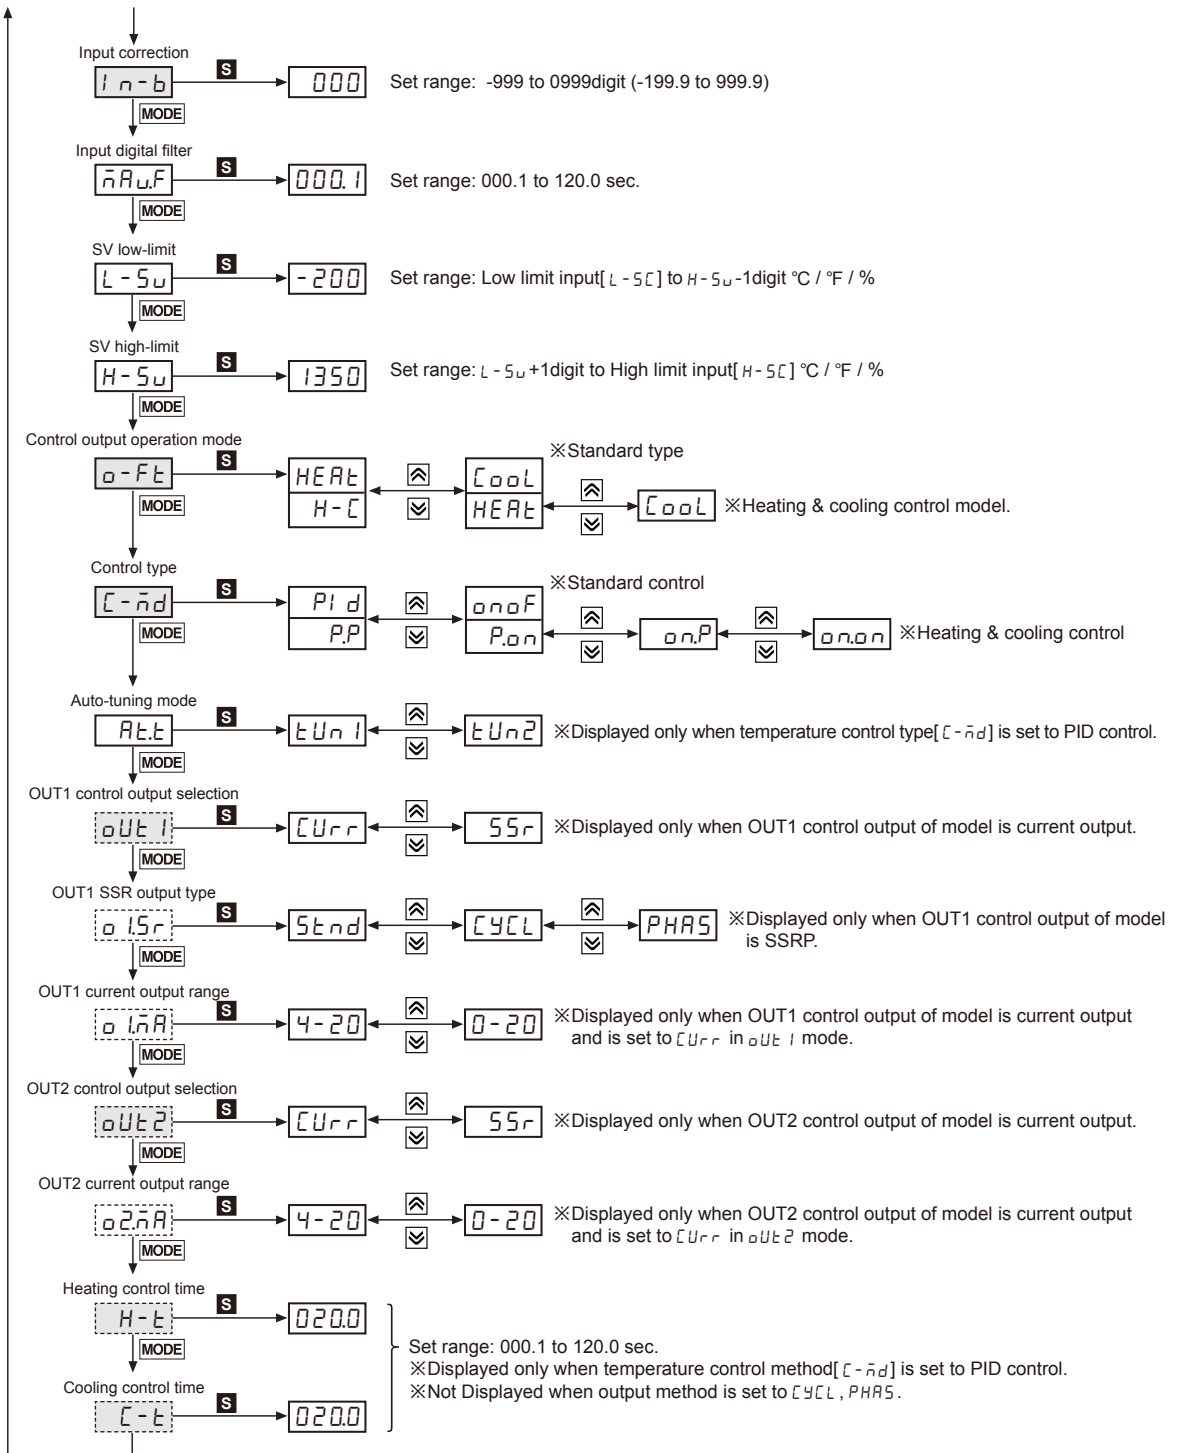 Input correction
In-b S 000 Set range: -999 to 0999digit (-199.9 to 999.9)
MODE
Input digital filter
mAu.F S 000.1 Set range: 000.1 to 120.0 sec.
MODE
SV low-limit
L-Su S -200 Set range: Low limit input[ L-SC ] to H-Su-1digit °C / °F / %
MODE
SV high-limit
H-Su S 1350 Set range: L-Su+1digit to High limit input[ H-SC ] °C / °F / %
MODE
Control output operation mode
※Standard type
o-Ft S HEAt CooL
MODE H-C HEAt CooL ※Heating & cooling control model.
Control type
※Standard control
C-md S PId onoF
MODE P.P P.on on.P on.on ※Heating & cooling control
Auto-tuning mode
At.t S tUn1 tUn2 ※Displayed only when temperature control type[ C-md ] is set to PID control.
MODE
OUT1 control output selection
oUt1 S CUrr SSr ※Displayed only when OUT1 control output of model is current output.
MODE
OUT1 SSR output type
o1.Sr S Stnd CYCL PHAS ※Displayed only when OUT1 control output of model
is SSRP.
MODE
OUT1 current output range
o1.mA S 4-20 0-20 ※Displayed only when OUT1 control output of model is current output
and is set to CUrr in oUt1 mode.
MODE
OUT2 control output selection
oUt2 S CUrr SSr ※Displayed only when OUT2 control output of model is current output.
MODE
OUT2 current output range
o2.mA S 4-20 0-20 ※Displayed only when OUT2 control output of model is current output
and is set to CUrr in oUt2 mode.
MODE
Heating control time
H-t S 020.0
MODE
Set range: 000.1 to 120.0 sec.
※Displayed only when temperature control method[ C-md ] is set to PID control.
※Not Displayed when output method is set to CYCL, PHAS.
Cooling control time
C-t S 020.0